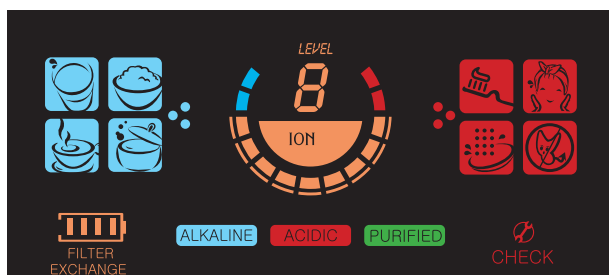 LEVEL
8
ION
ALKALINE
ACIDIC
PURIFIED
FILTER
EXCHANGE
CHECK